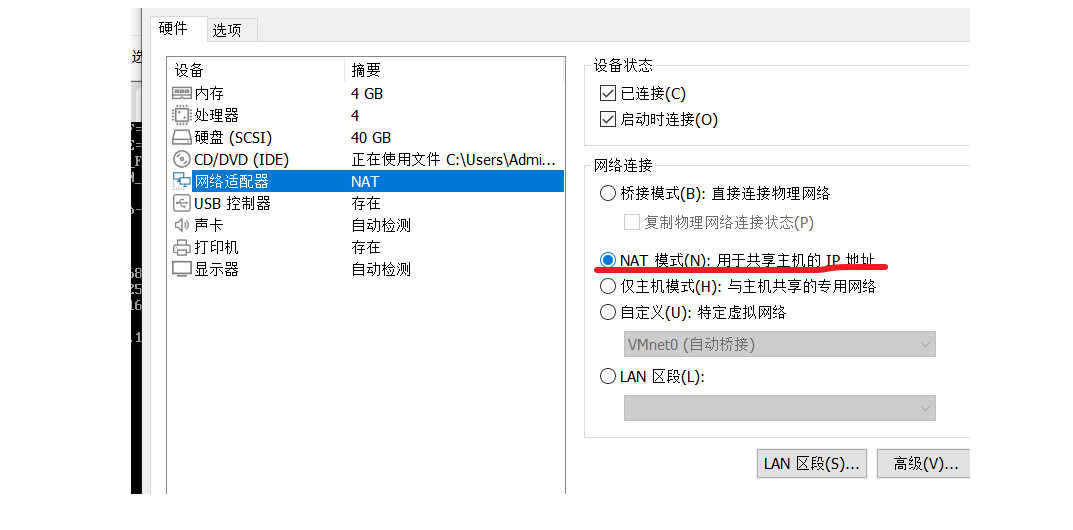 硬件 选项
设备 摘要
内存 4 GB
处理器 4
硬盘 (SCSI) 40 GB
CD/DVD (IDE) 正在使用文件 C:\Users\Admi...
网络适配器 NAT
USB 控制器 存在
声卡 自动检测
打印机 存在
显示器 自动检测
设备状态
已连接(C)
启动时连接(O)
网络连接
桥接模式(B): 直接连接物理网络
复制物理网络连接状态(P)
NAT 模式(N): 用于共享主机的 IP 地址
仅主机模式(H): 与主机共享的专用网络
自定义(U): 特定虚拟网络
VMnet0 (自动桥接)
LAN 区段(L):
LAN 区段(S)... 高级(V)...